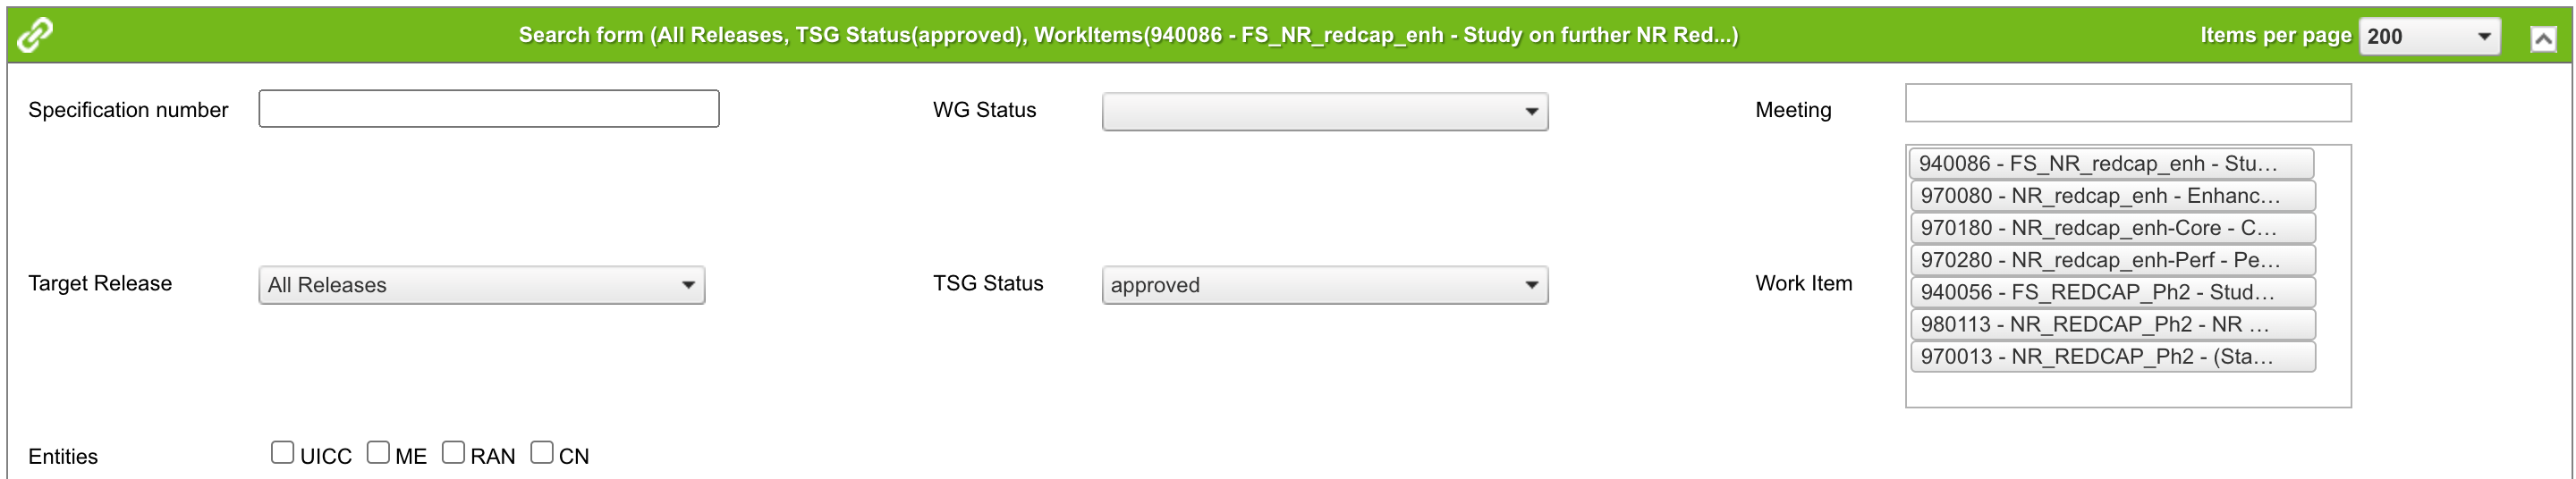 Search form (All Releases, TSG Status(approved), WorkItems(940086 - FS_NR_redcap_enh - Study on further NR Red...)
Items per page 200
Specification number
WG Status
Meeting
940086 - FS_NR_redcap_enh - Stu...
970080 - NR_redcap_enh - Enhanc...
970180 - NR_redcap_enh-Core - C...
970280 - NR_redcap_enh-Perf - Pe...
940056 - FS_REDCAP_Ph2 - Stud...
980113 - NR_REDCAP_Ph2 - NR ...
970013 - NR_REDCAP_Ph2 - (Sta...
Target Release All Releases
TSG Status approved
Work Item
Entities UICC ME RAN CN